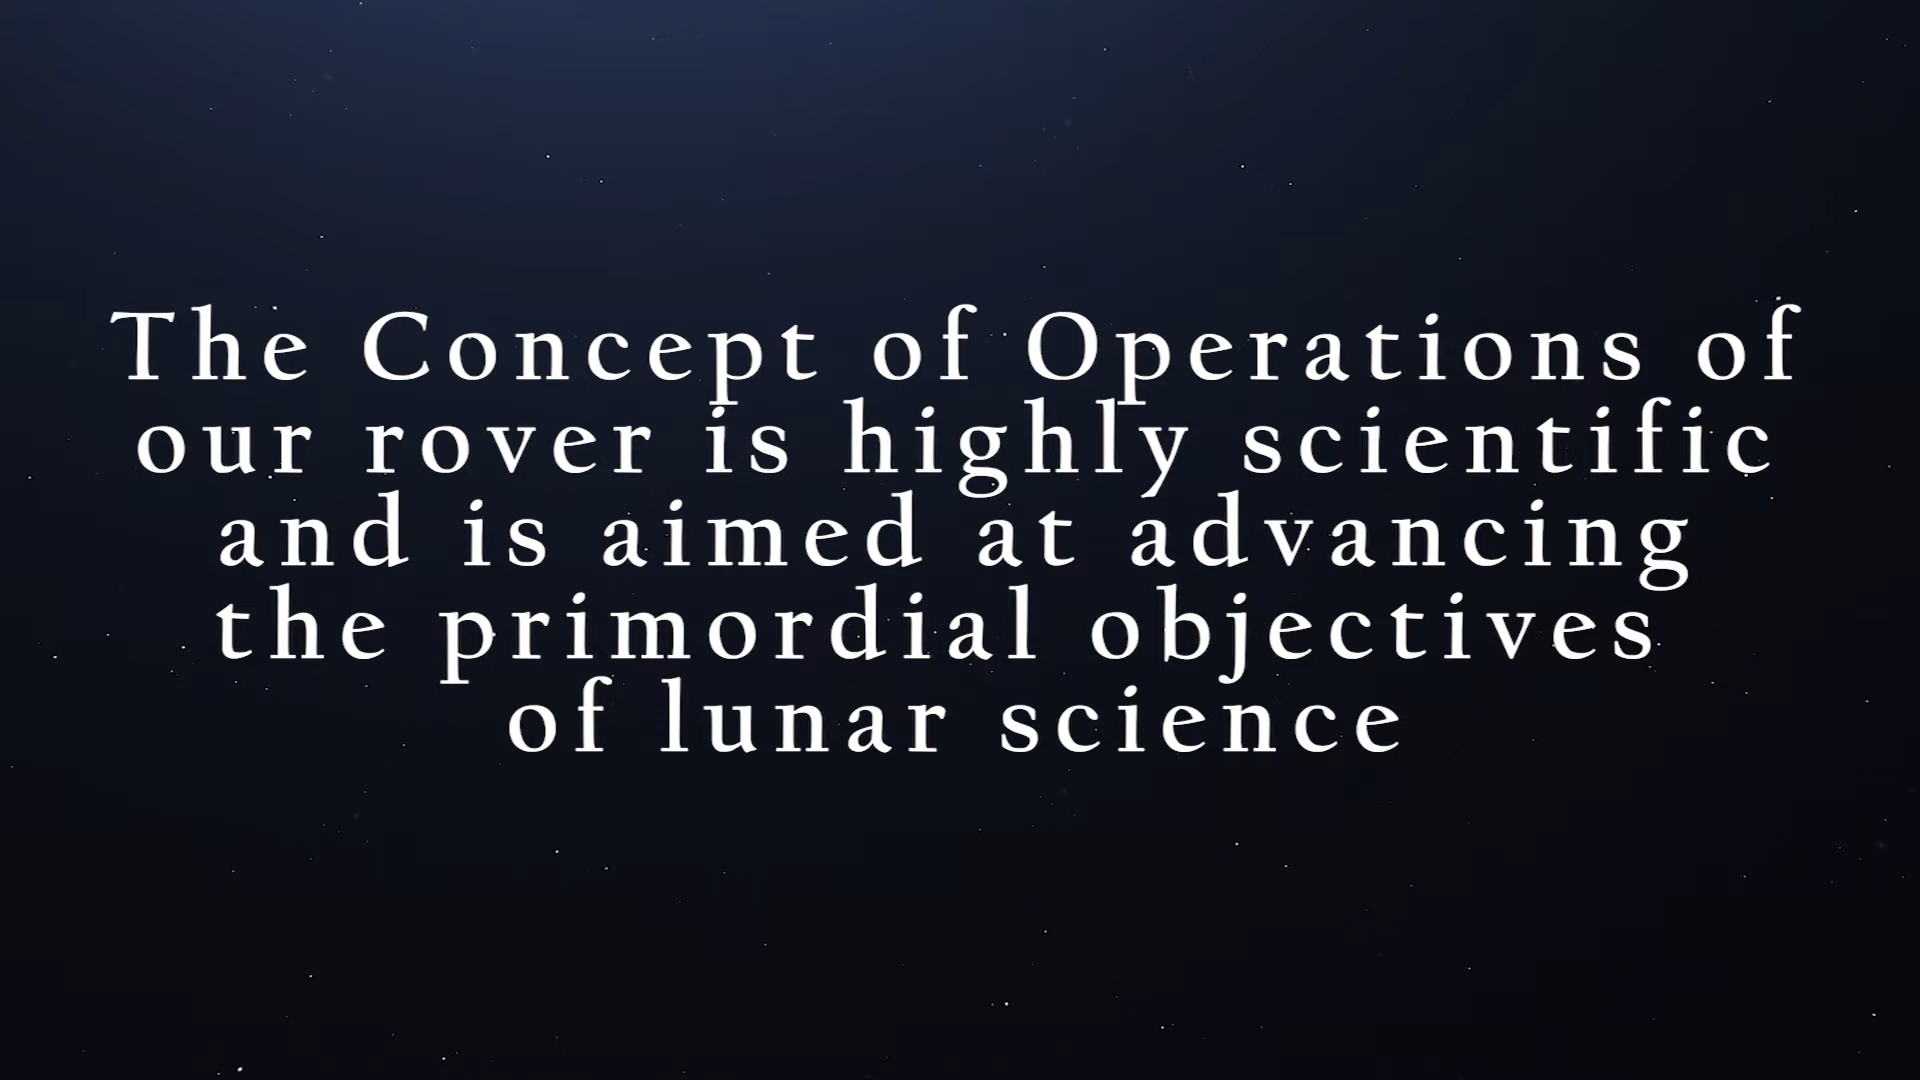 The Concept of Operations of
our rover is highly scientific
and is aimed at advancing
the primordial objectives
of lunar science